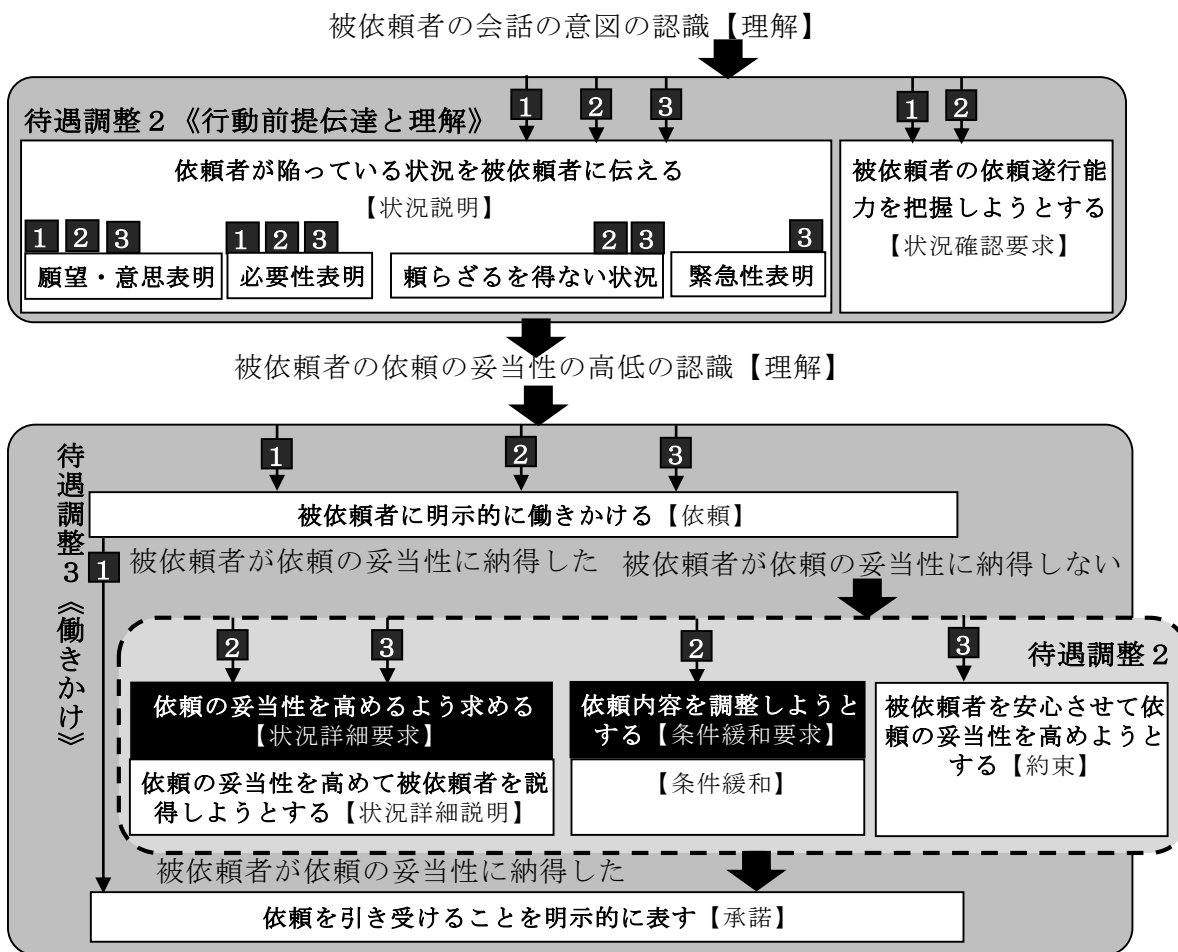 被依頼者の会話の意図の認識【理解】
1 2 3 1 2
待遇調整２《行動前提伝達と理解》
依頼者が陥っている状況を被依頼者に伝える
【状況説明】
1 2 3 1 2 3 2 3 3
願望・意思表明 必要性表明 頼らざるを得ない状況 緊急性表明
被依頼者の依頼遂行能
力を把握しようとする
【状況確認要求】
被依頼者の依頼の妥当性の高低の認識【理解】
待遇調整３《働きかけ》
1 2 3
被依頼者に明示的に働きかける【依頼】
1 被依頼者が依頼の妥当性に納得した 被依頼者が依頼の妥当性に納得しない
2 3 2 3
待遇調整２
依頼の妥当性を高めるよう求める
【状況詳細要求】
依頼の妥当性を高めて被依頼者を説
得しようとする【状況詳細説明】
依頼内容を調整しようと
する【条件緩和要求】
【条件緩和】
被依頼者を安心させて依
頼の妥当性を高めようと
する【約束】
被依頼者が依頼の妥当性に納得した
依頼を引き受けることを明示的に表す【承諾】